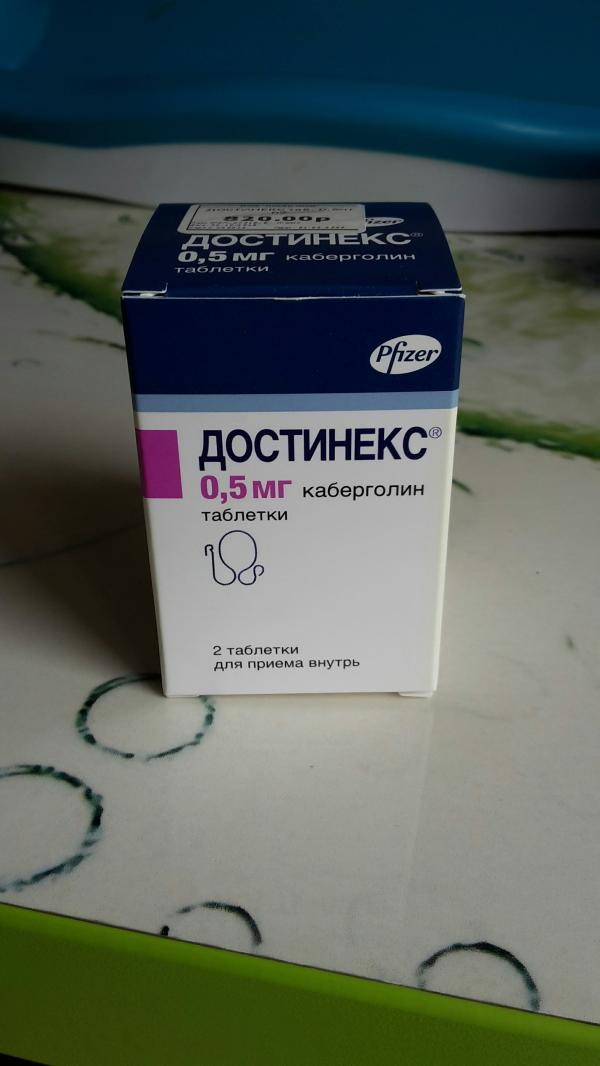 820.00р
Pfizer
ДОСТИНЕКС®
0,5 мг каберголин
таблетки
Pfizer
ДОСТИНЕКС®
0,5 мг каберголин
таблетки
2 таблетки
для приема внутрь